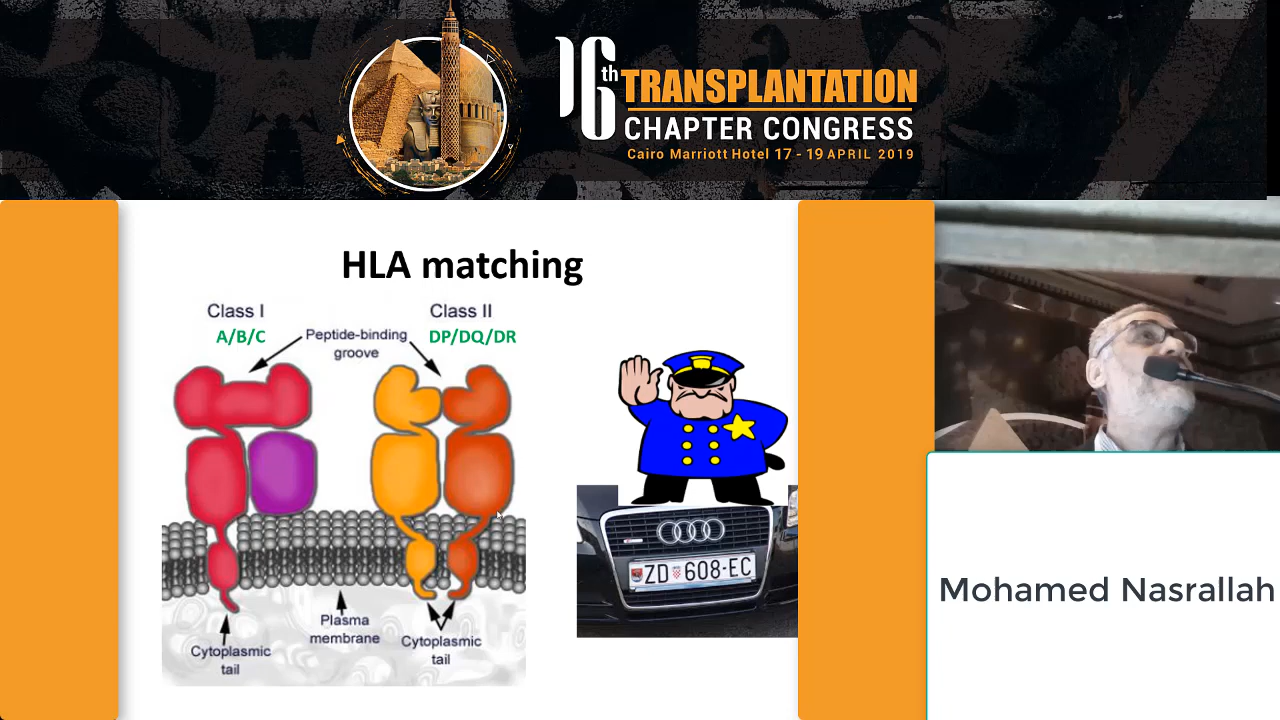 16th TRANSPLANTATION
CHAPTER CONGRESS
Cairo Marriott Hotel 17 - 19 APRIL 2019
HLA matching
Class I
Class II
A/B/C
Peptide-binding
groove
DP/DQ/DR
ZD 608-EC
Plasma
membrane
Cytoplasmic
tail
Cytoplasmic
tail
Mohamed Nasrallah